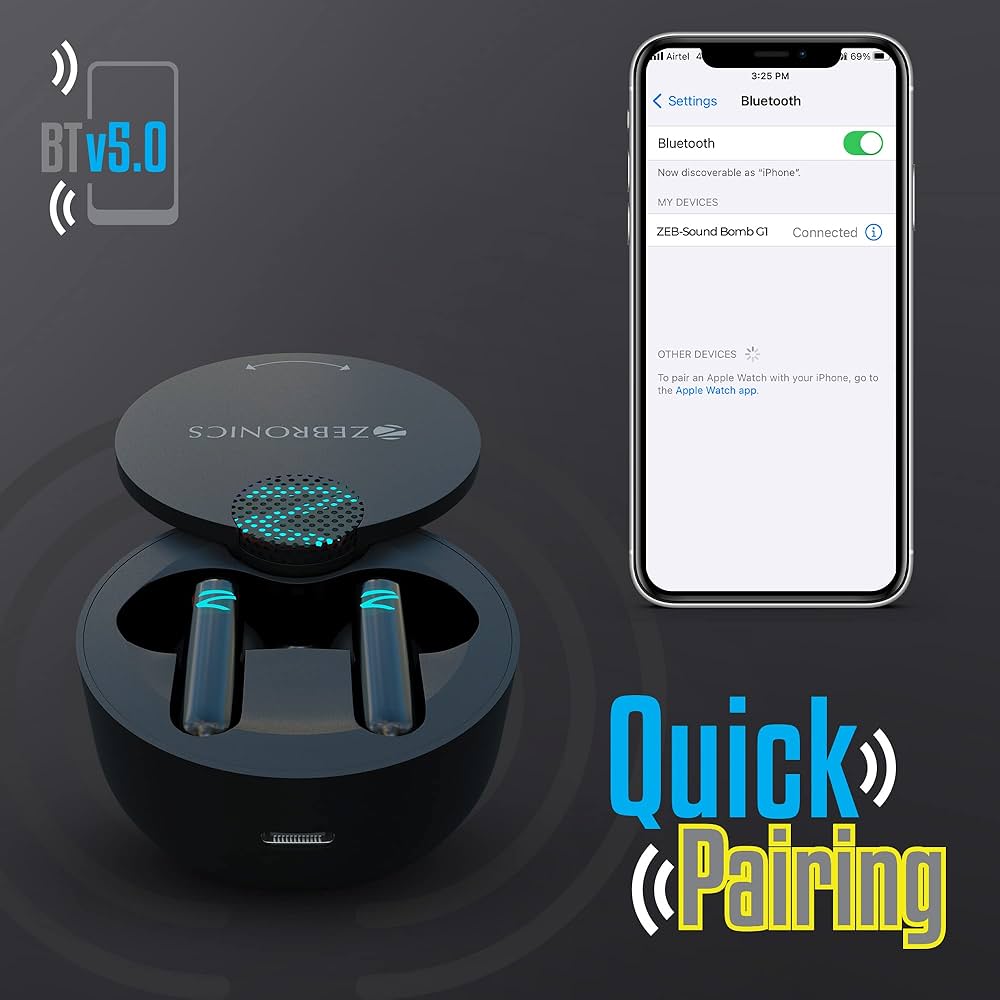 BT v5.0
Airtel 4
69%
3:25 PM
Settings
Bluetooth
Bluetooth
Now discoverable as “iPhone”.
MY DEVICES
ZEB-Sound Bomb G1 Connected
OTHER DEVICES
To pair an Apple Watch with your iPhone, go to
the Apple Watch app.
ZEBRONICS
Quick
Pairing